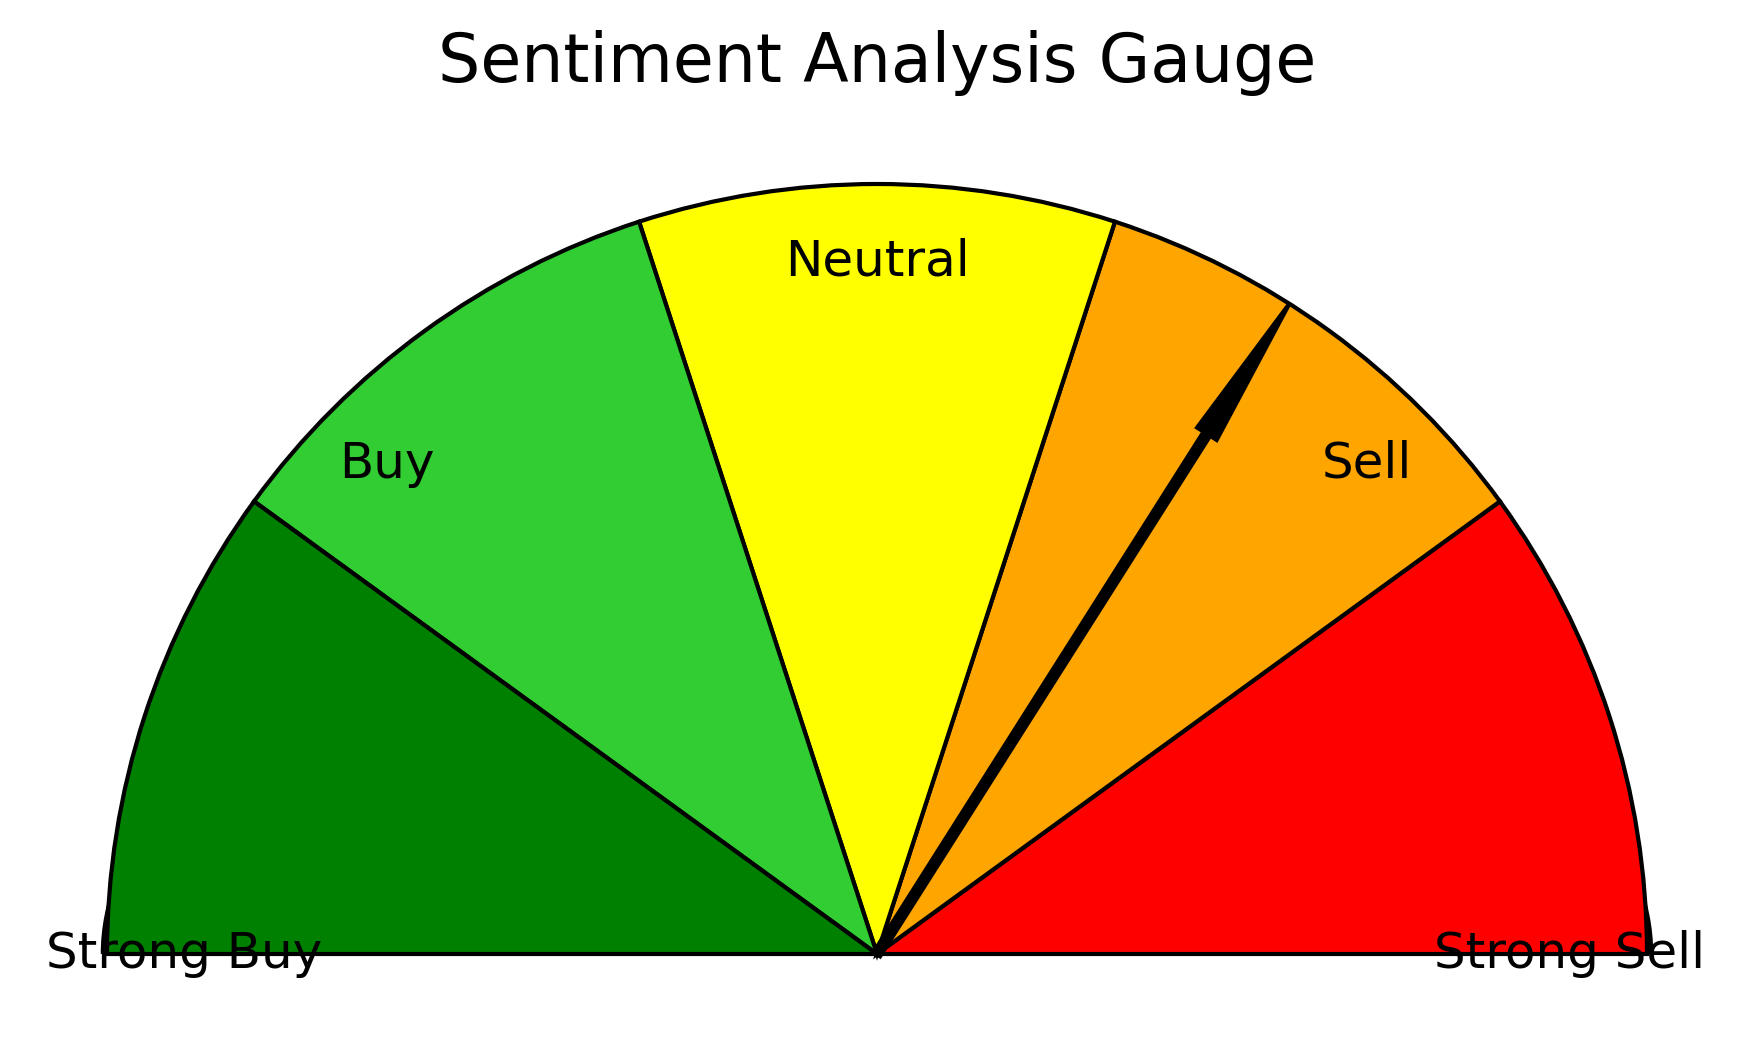 Sentiment Analysis Gauge
Neutral
Buy
Sell
Strong Buy
Strong Sell